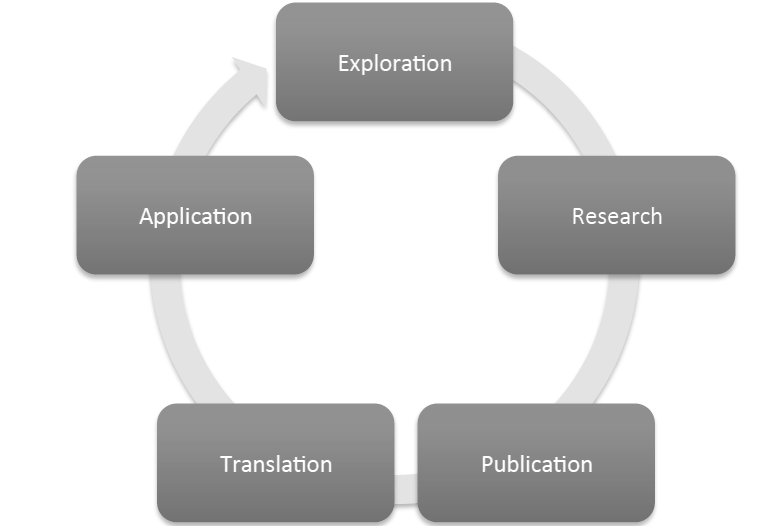 Exploration
Research
Publication
Translation
Application